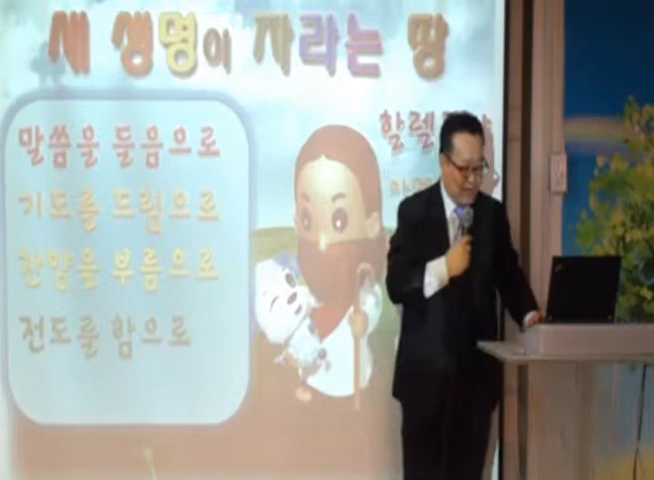 새 생명이 자라는 땅
말씀을 들음으로
기도를 드림으로
찬양을 부름으로
전도를 함으로